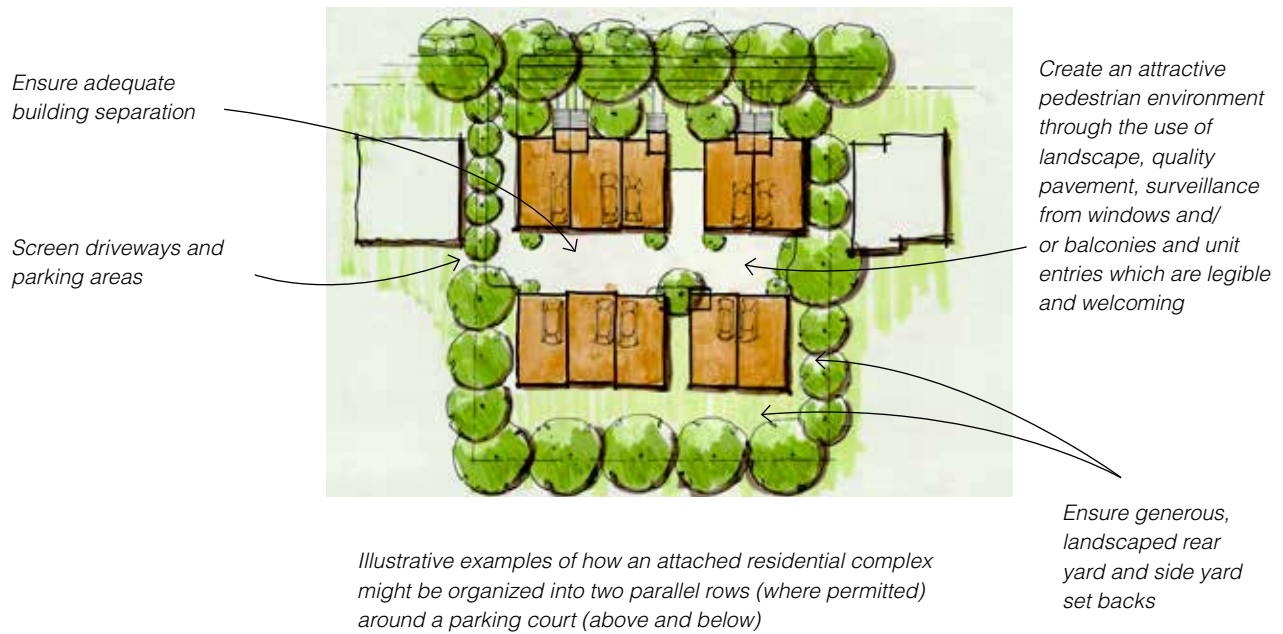 Ensure adequate
building separation
Screen driveways and
parking areas
Create an attractive
pedestrian environment
through the use of
landscape, quality
pavement, surveillance
from windows and/
or balconies and unit
entries which are legible
and welcoming
Ensure generous,
landscaped rear
yard and side yard
set backs
Illustrative examples of how an attached residential complex
might be organized into two parallel rows (where permitted)
around a parking court (above and below)